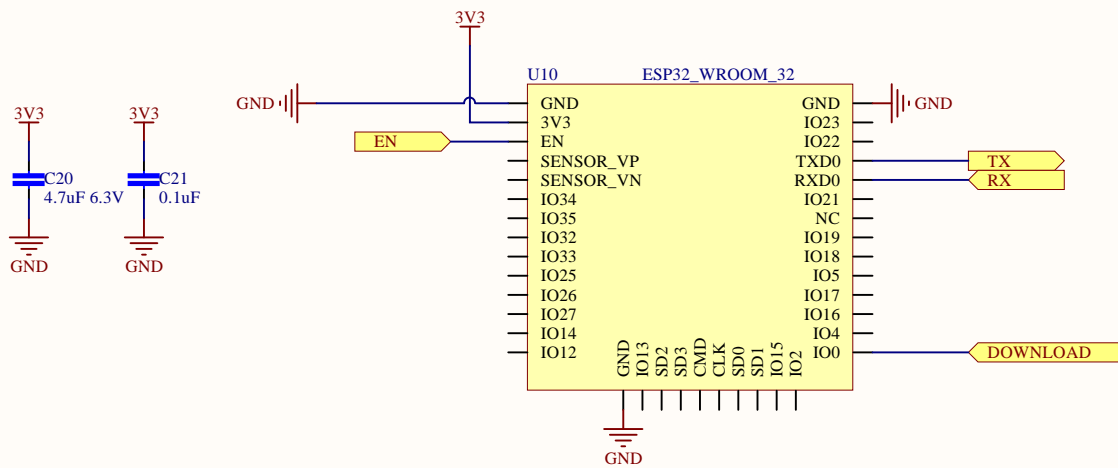 3V3
U10 ESP32_WROOM_32
GND
GND GND
GND
3V3 IO23
3V3 3V3
EN EN IO22
SENSOR_VP TXD0 TX
SENSOR_VN RXD0 RX
C20 C21
4.7uF 6.3V 0.1uF
IO34 IO21
IO35 NC
IO32 IO19
IO33 IO18
GND GND
IO25 IO5
IO26 IO17
IO27 IO16
IO14 IO4
IO12 IO0 DOWNLOAD
GND
IO13
SD2
SD3
CMD
CLK
SD0
SD1
IO15
IO2
GND